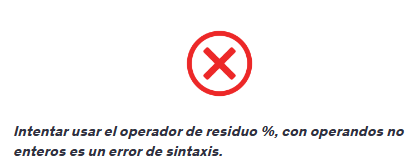 Intentar usar el operador de residuo %, con operandos no
enteros es un error de sintaxis.